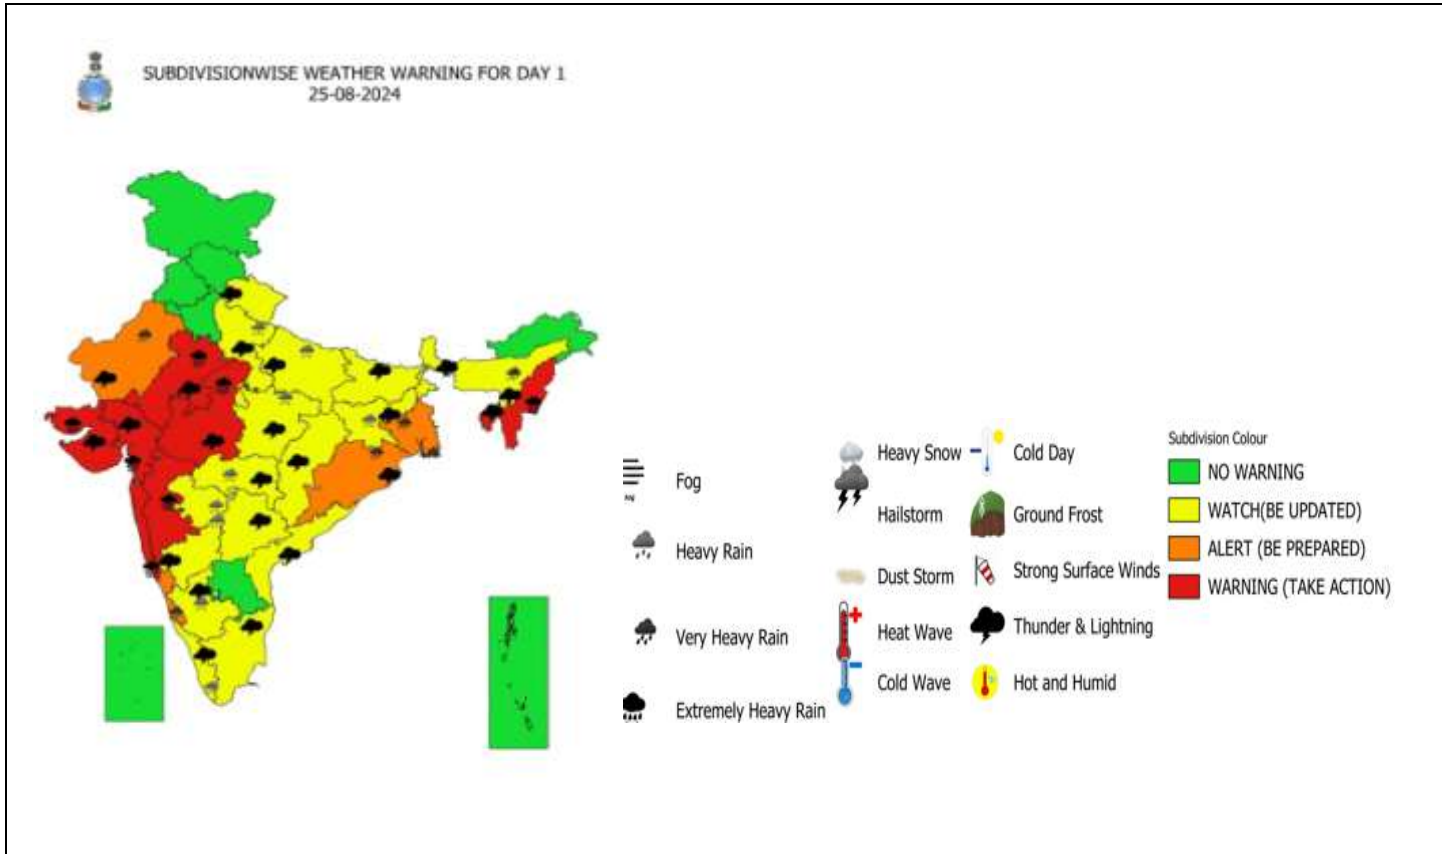 SUBDIVISIONWISE WEATHER WARNING FOR DAY 1
25-08-2024
Fog
Heavy Rain
Very Heavy Rain
Extremely Heavy Rain
Heavy Snow
Hailstorm
Dust Storm
Heat Wave
Cold Wave
Cold Day
Ground Frost
Strong Surface Winds
Thunder & Lightning
Hot and Humid
Subdivision Colour
NO WARNING
WATCH(BE UPDATED)
ALERT (BE PREPARED)
WARNING (TAKE ACTION)